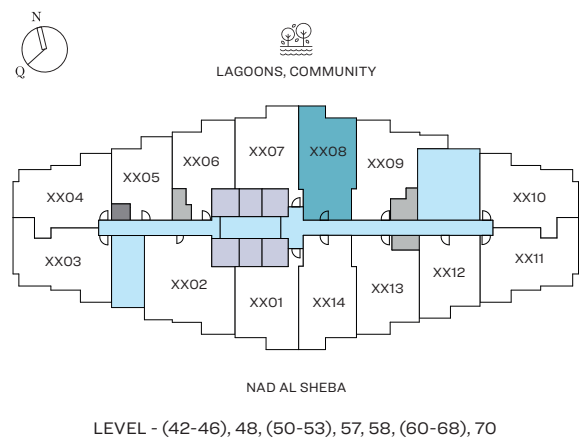 N
Q
LAGOONS, COMMUNITY
XX07
XX08
XX06
XX09
XX05
XX04
XX10
XX03
XX11
XX02
XX12
XX13
XX01
XX14
NAD AL SHEBA
LEVEL - (42-46), 48, (50-53), 57, 58, (60-68), 70